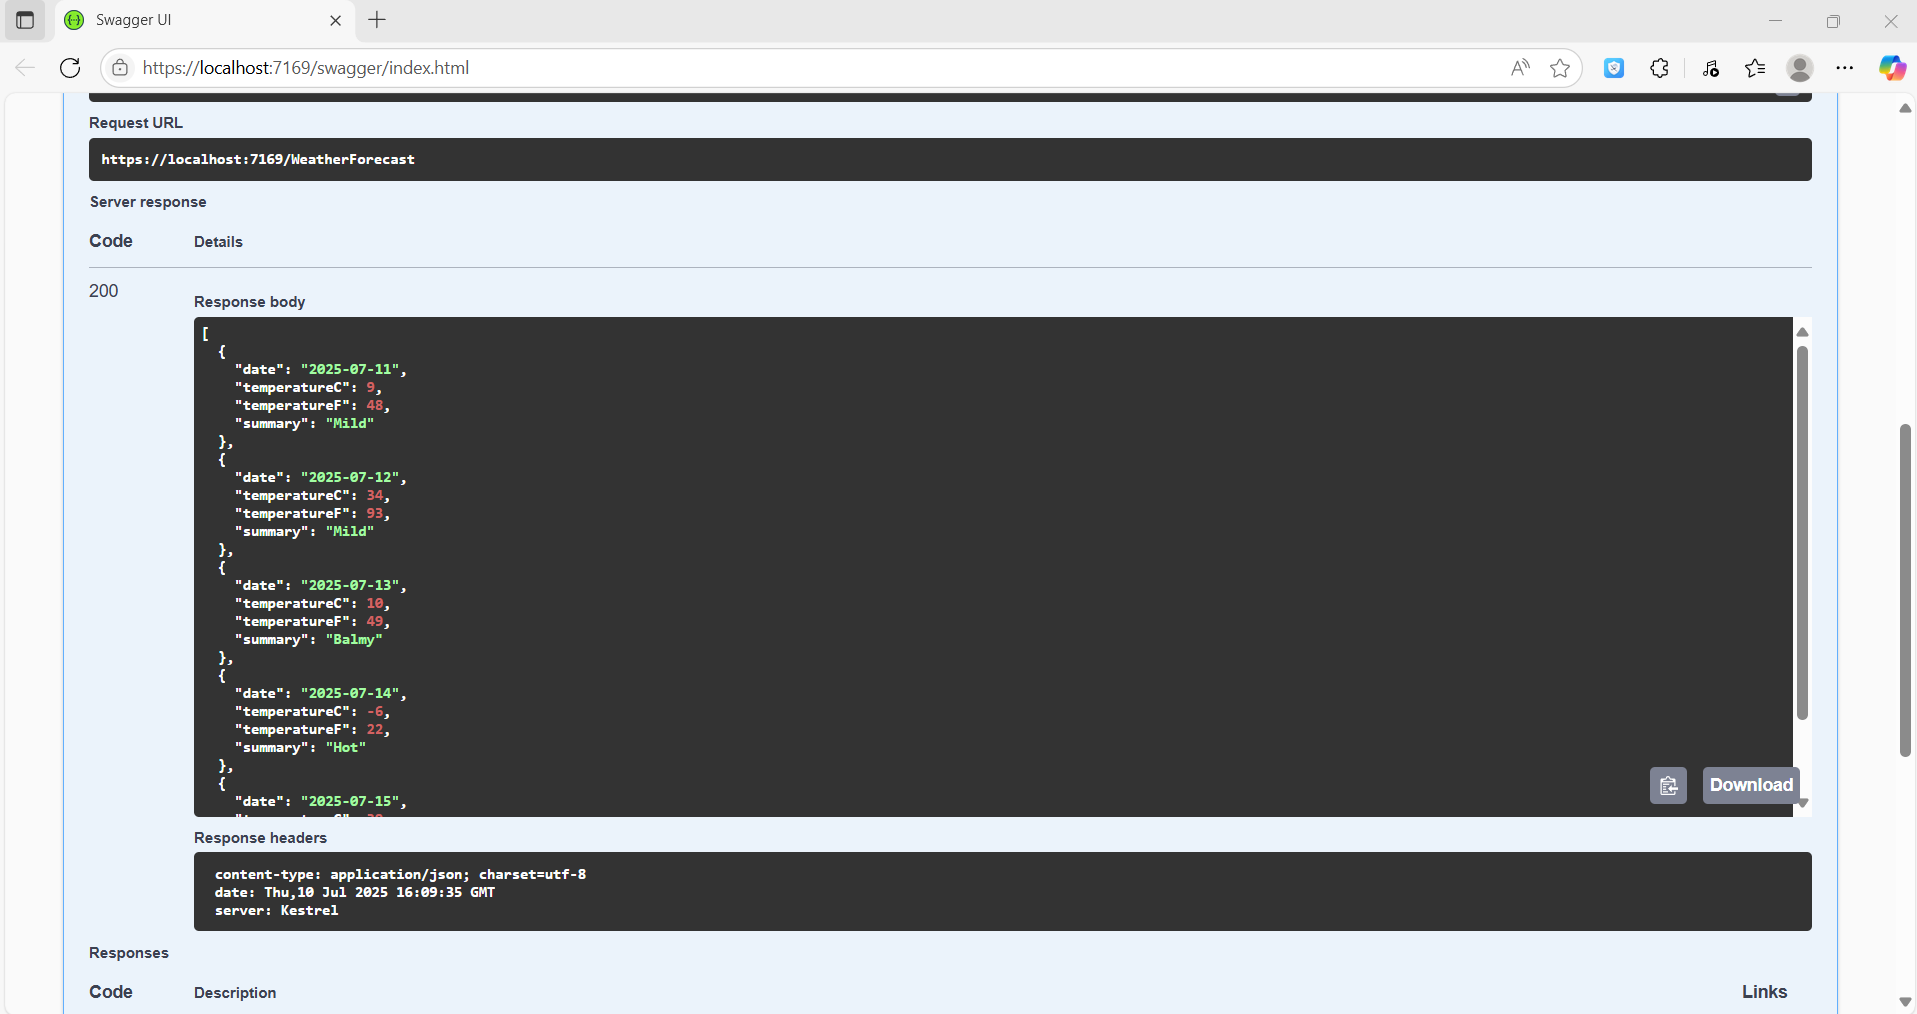 Swagger UI
https://localhost:7169/swagger/index.html
Request URL
https://localhost:7169/WeatherForecast
Server response
Code Details
200
Response body
[
{
"date": "2025-07-11",
"temperatureC": 9,
"temperatureF": 48,
"summary": "Mild"
},
{
"date": "2025-07-12",
"temperatureC": 34,
"temperatureF": 93,
"summary": "Mild"
},
{
"date": "2025-07-13",
"temperatureC": 10,
"temperatureF": 49,
"summary": "Balmy"
},
{
"date": "2025-07-14",
"temperatureC": -6,
"temperatureF": 22,
"summary": "Hot"
},
{
"date": "2025-07-15",
Download
Response headers
content-type: application/json; charset=utf-8
date: Thu,10 Jul 2025 16:09:35 GMT
server: Kestrel
Responses
Code Description Links